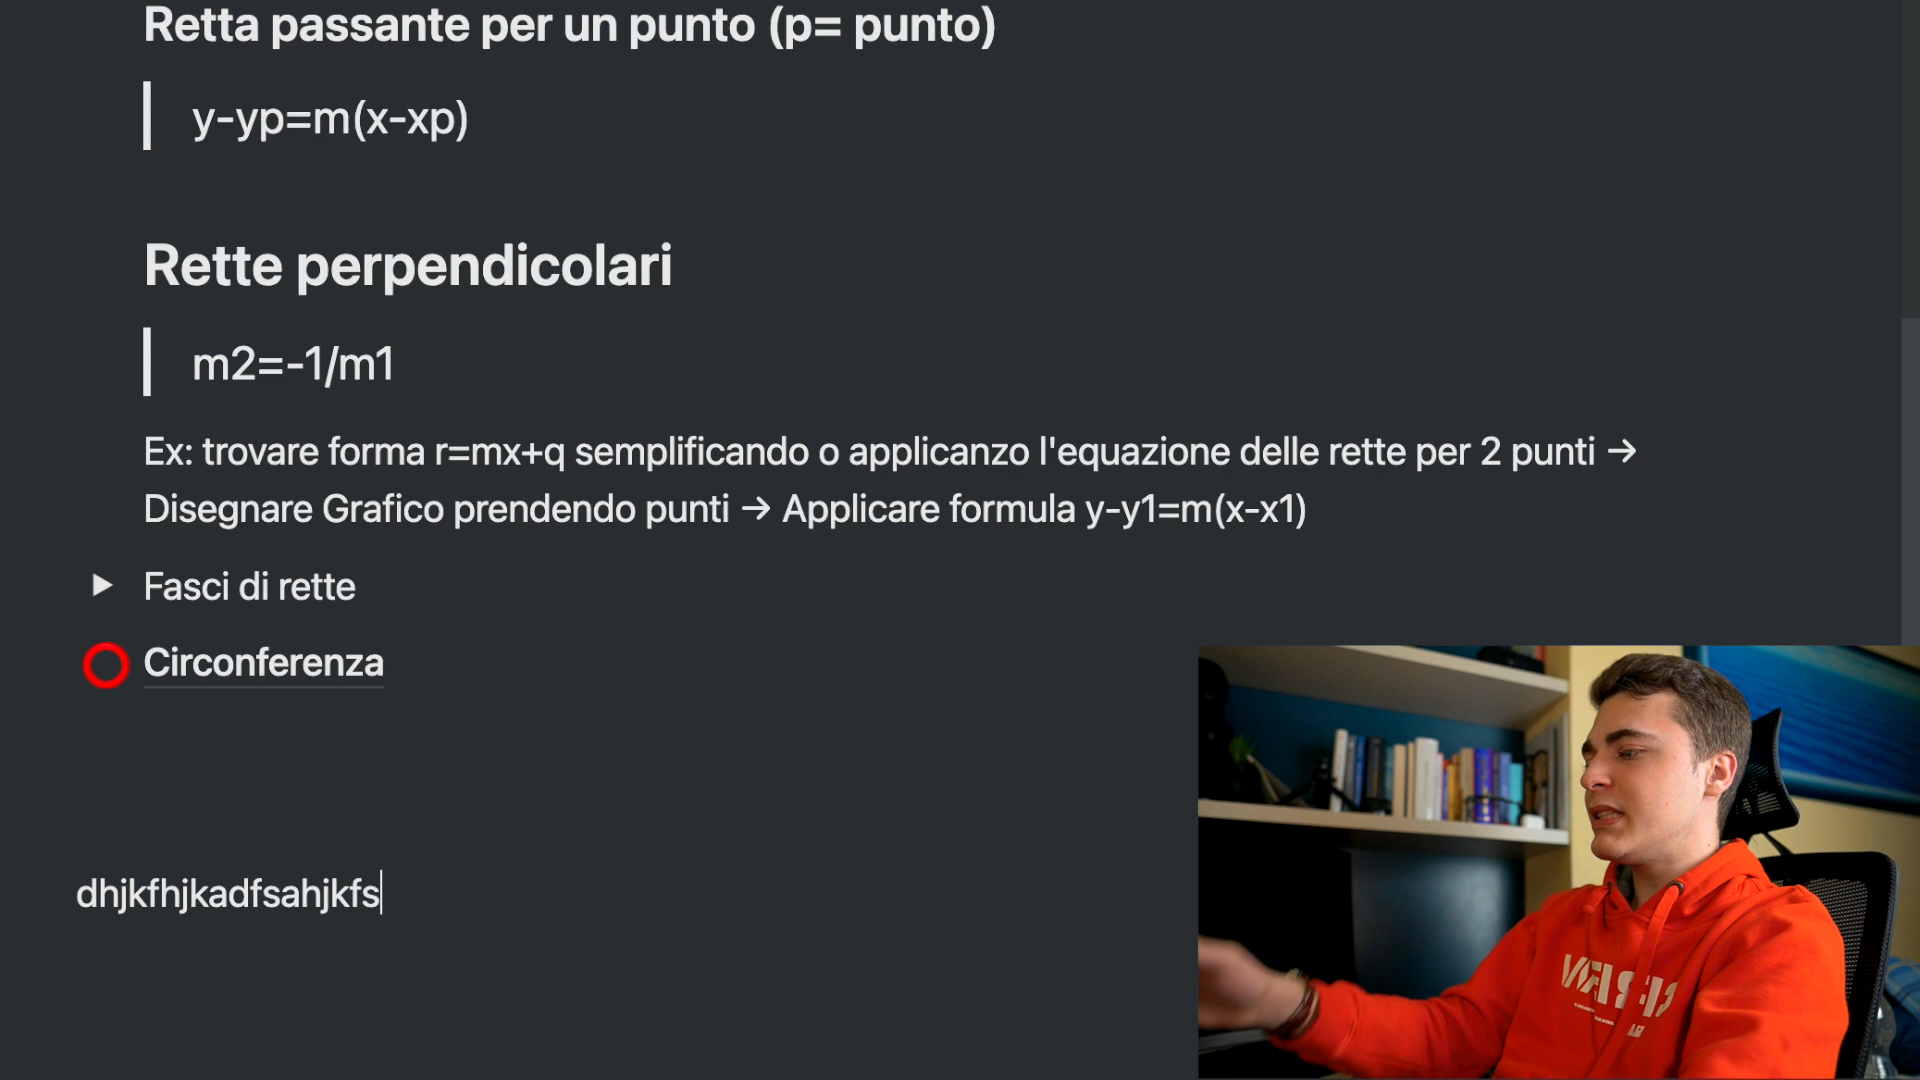 Retta passante per un punto (p= punto)
y-yp=m(x-xp)
Rette perpendicolari
m2=-1/m1
Ex: trovare forma r=mx+q semplificando o applicanzo l'equazione delle rette per 2 punti →
Disegnare Grafico prendendo punti → Applicare formula y-y1=m(x-x1)
Fasci di rette
Circonferenza
dhjkfhjkadfsahjkfs